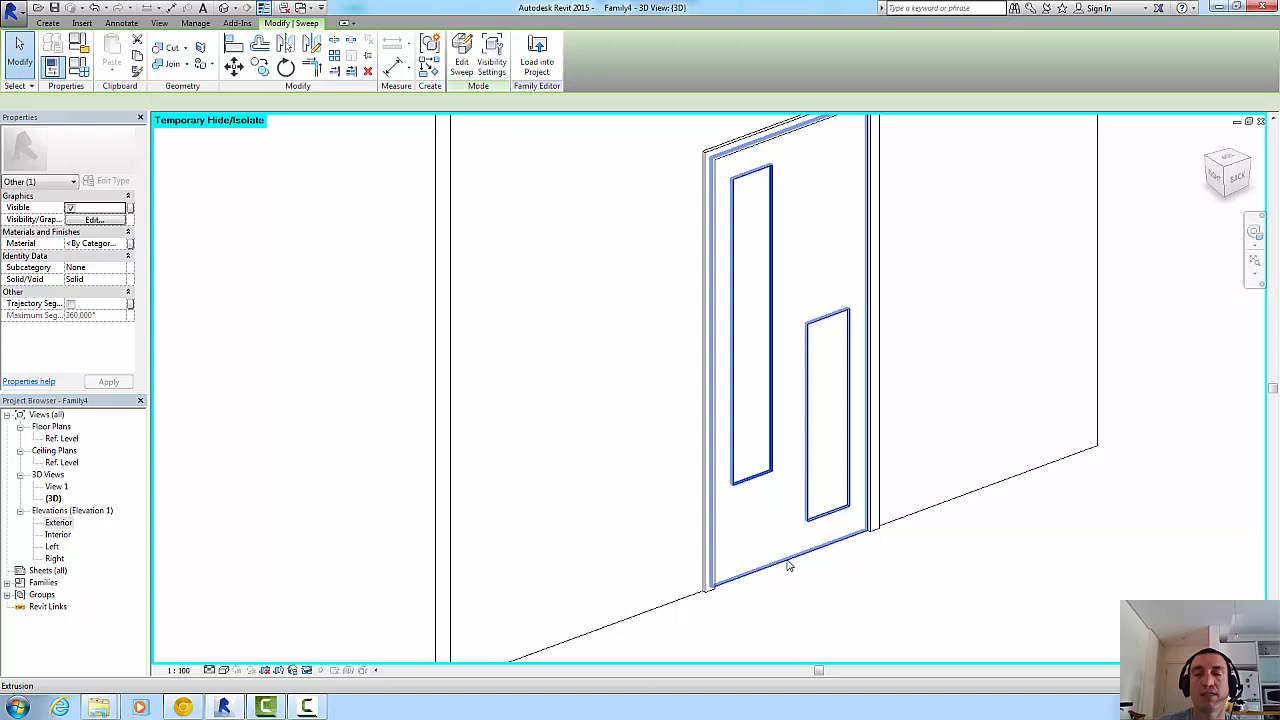 Autodesk Revit 2015 - Family4 - 3D View: {3D}
Type a keyword or phrase
Sign In
Create Insert Annotate View Manage Add-Ins Modify | Sweep
Modify
Paste
Cut
Join
Edit Sweep
Visibility Settings
Load into Project
Select Properties Clipboard Geometry Modify Measure Create Mode Family Editor
Properties
Temporary Hide/Isolate
Other (1)
Edit Type
Graphics
Visible
Visibility/Grap... Edit...
Materials and Finishes
Material <By Categor...
Identity Data
Subcategory None
Solid/Void Solid
Other
Trajectory Seg...
Maximum Seg... 360.000°
Properties help Apply
Project Browser - Family4
Views (all)
Floor Plans
Ref. Level
Ceiling Plans
Ref. Level
3D Views
View 1
(3D)
Elevations (Elevation 1)
Exterior
Interior
Left
Right
Sheets (all)
Families
Groups
Revit Links
RIGHT BACK
1 : 100
Extrusion